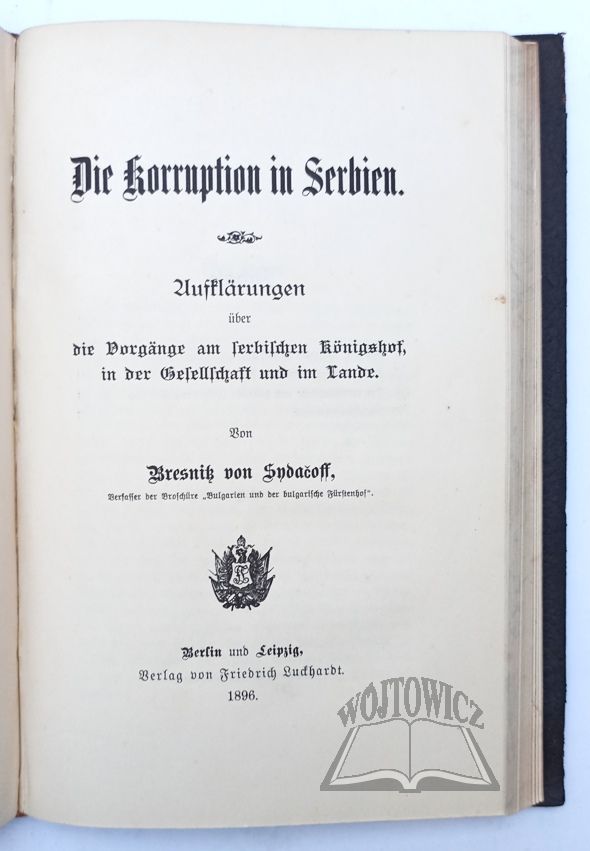 Die Korruption in Serbien.
Aufklärungen
über
die Vorgänge am serbischen Königshof,
in der Gesellschaft und im Lande.
Von
Bresnitz von Sydačoff,
Verfasser der Broschüre „Bulgarien und der bulgarische Fürstenhof“.
Berlin und Leipzig,
Verlag von Friedrich Luckhardt.
1896.
WOJTOWICZ